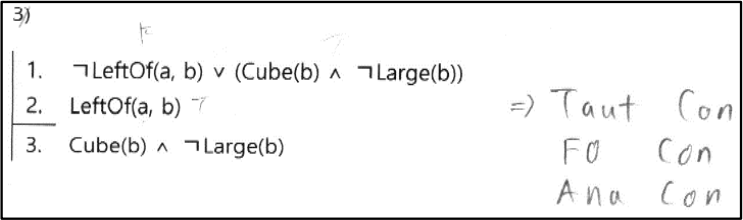 3)
1. ¬LeftOf(a, b) ∨ (Cube(b) ∧ ¬Large(b))
2. LeftOf(a, b)
3. Cube(b) ∧ ¬Large(b)
⇒ Taut Con
FO Con
Ana Con